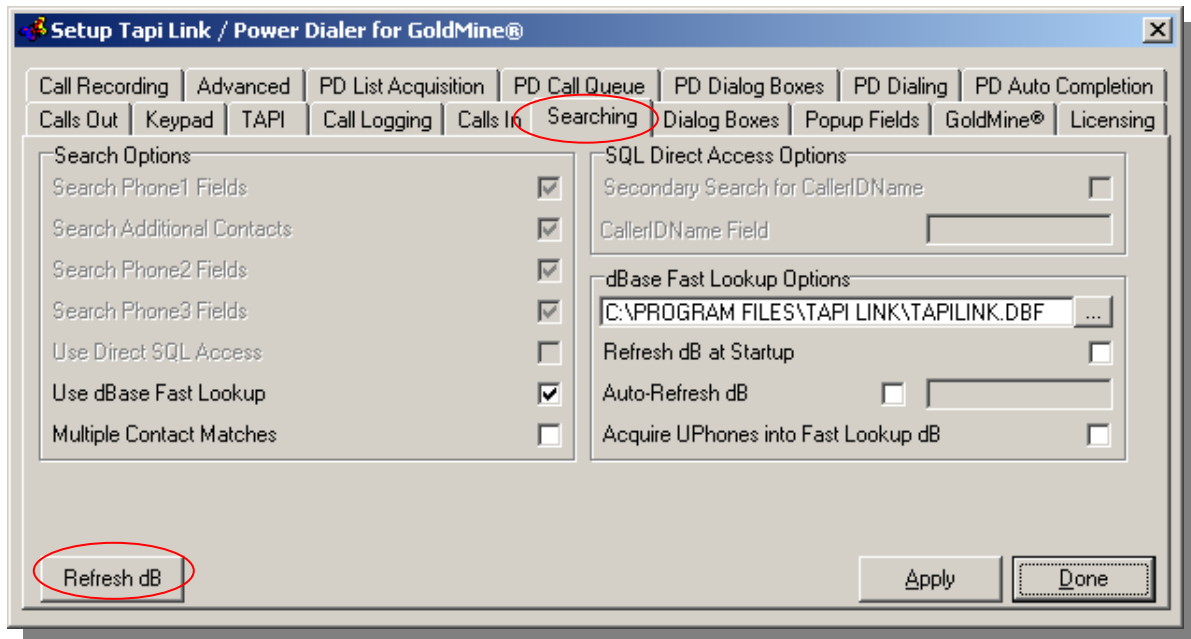 Setup Tapi Link / Power Dialer for GoldMine®
Call Recording Advanced PD List Acquisition PD Call Queue PD Dialog Boxes PD Dialing PD Auto Completion
Calls Out Keypad TAPI Call Logging Calls In Searching Dialog Boxes Popup Fields GoldMine® Licensing
Search Options
Search Phone1 Fields
Search Additional Contacts
Search Phone2 Fields
Search Phone3 Fields
Use Direct SQL Access
Use dBase Fast Lookup
Multiple Contact Matches
SQL Direct Access Options
Secondary Search for CallerIDName
CallerIDName Field
dBase Fast Lookup Options
C:\PROGRAM FILES\TAPI LINK\TAPILINK.DBF ...
Refresh dB at Startup
Auto-Refresh dB
Acquire UPhones into Fast Lookup dB
Refresh dB Apply Done